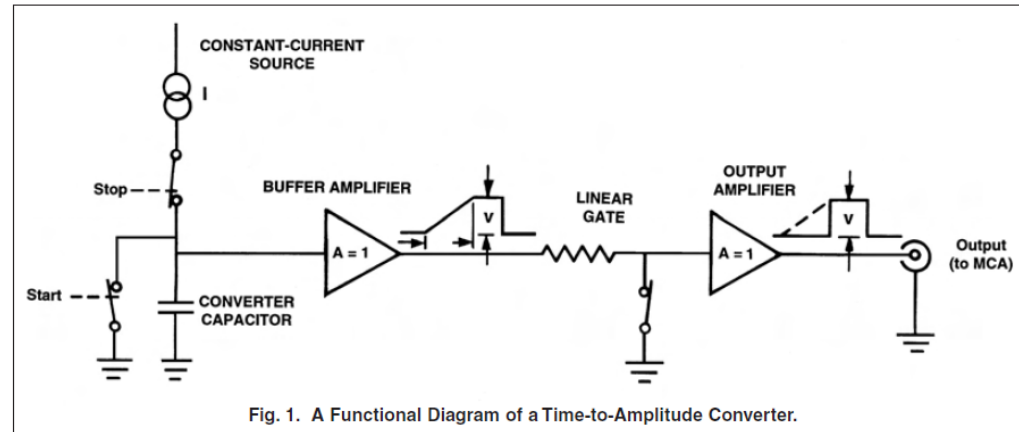 CONSTANT-CURRENT
SOURCE
I
Stop
BUFFER AMPLIFIER
V
A = 1
LINEAR
GATE
OUTPUT
AMPLIFIER
V
A = 1
Output
(to MCA)
Start
CONVERTER
CAPACITOR
Fig. 1. A Functional Diagram of a Time-to-Amplitude Converter.